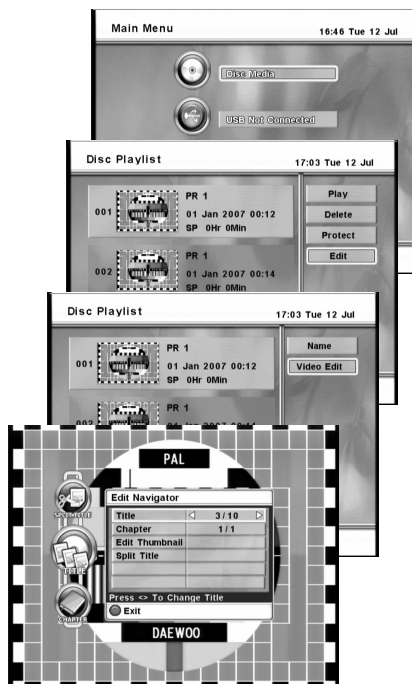 Main Menu 16:46 Tue 12 Jul
Disc Media
USB Not Connected
Disc Playlist 17:03 Tue 12 Jul
001
PR 1
01 Jan 2007 00:12
SP 0Hr 0Min
002
PR 1
01 Jan 2007 00:14
SP 0Hr 0Min
Play
Delete
Protect
Edit
Disc Playlist 17:03 Tue 12 Jul
001
PR 1
01 Jan 2007 00:12
SP 0Hr 0Min
002
PR 1
Name
Video Edit
PAL
SPLIT TITLE
TITLE
CHAPTER
Edit Navigator
Title 3/10
Chapter 1/1
Edit Thumbnail
Split Title
Press <> To Change Title
Exit
DAEWOO